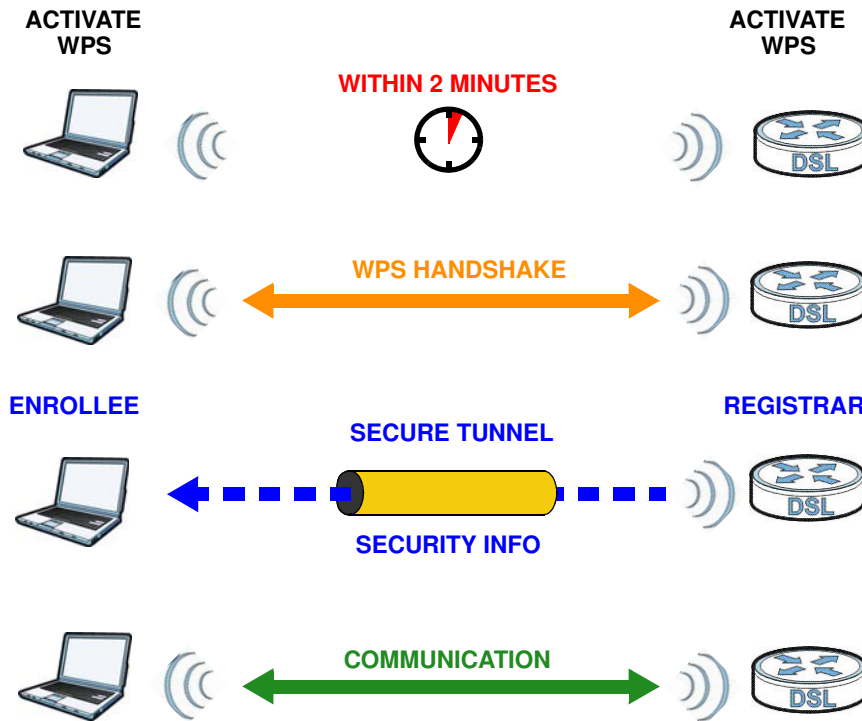 ACTIVATE
WPS
ACTIVATE
WPS
WITHIN 2 MINUTES
DSL
WPS HANDSHAKE
DSL
ENROLLEE
REGISTRAR
SECURE TUNNEL
DSL
SECURITY INFO
COMMUNICATION
DSL